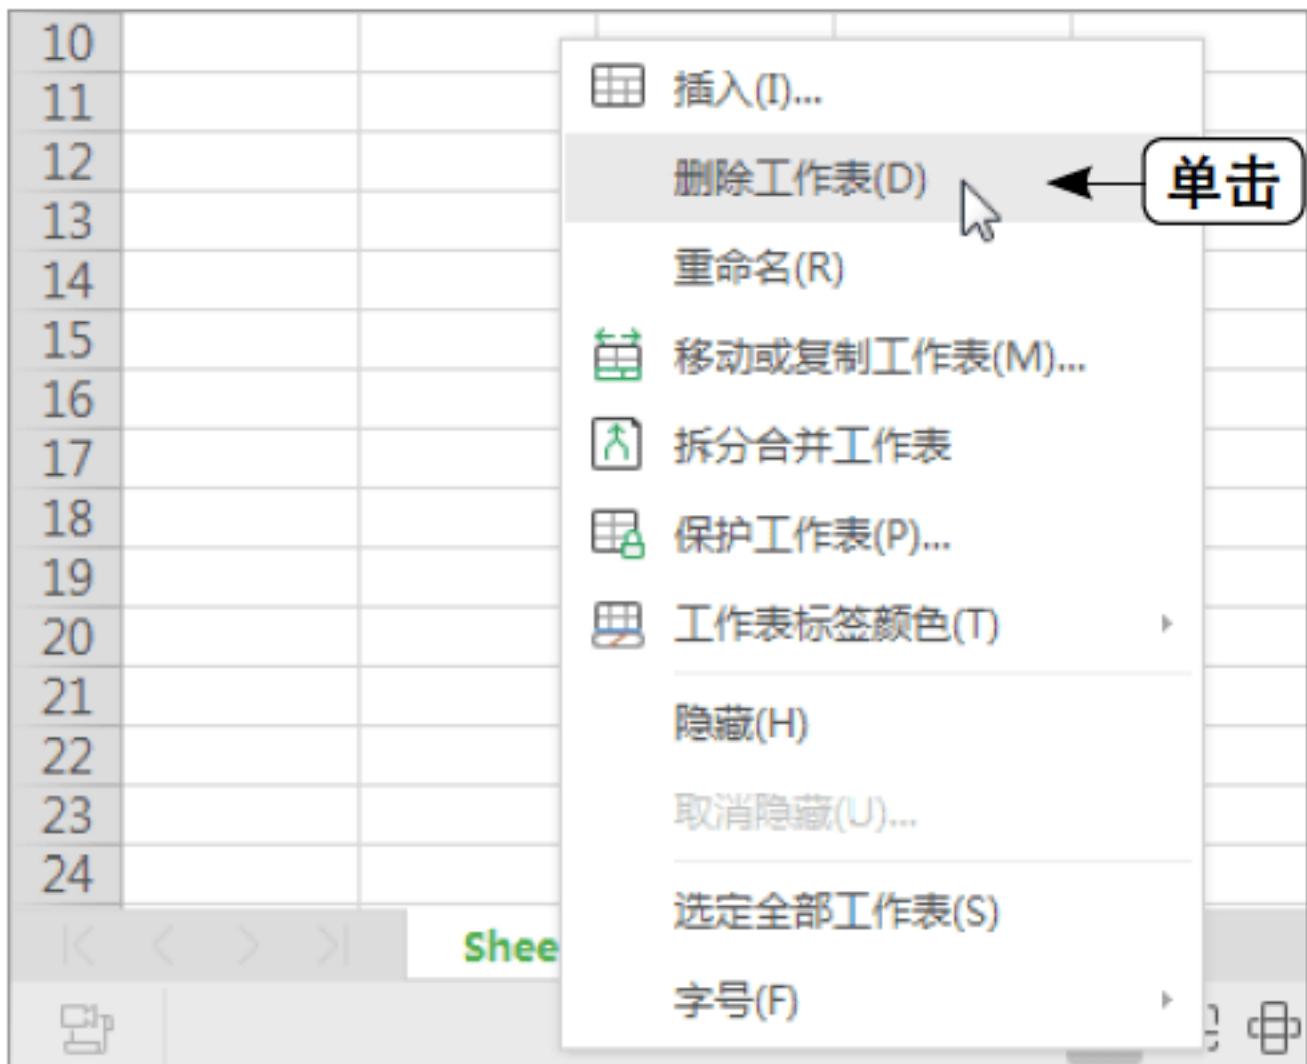 10
11
12
13
14
15
16
17
18
19
20
21
22
23
24
插入(I)...
删除工作表(D)
单击
重命名(R)
移动或复制工作表(M)...
拆分合并工作表
保护工作表(P)...
工作表标签颜色(T)
隐藏(H)
取消隐藏(U)...
选定全部工作表(S)
字号(F)
Shee